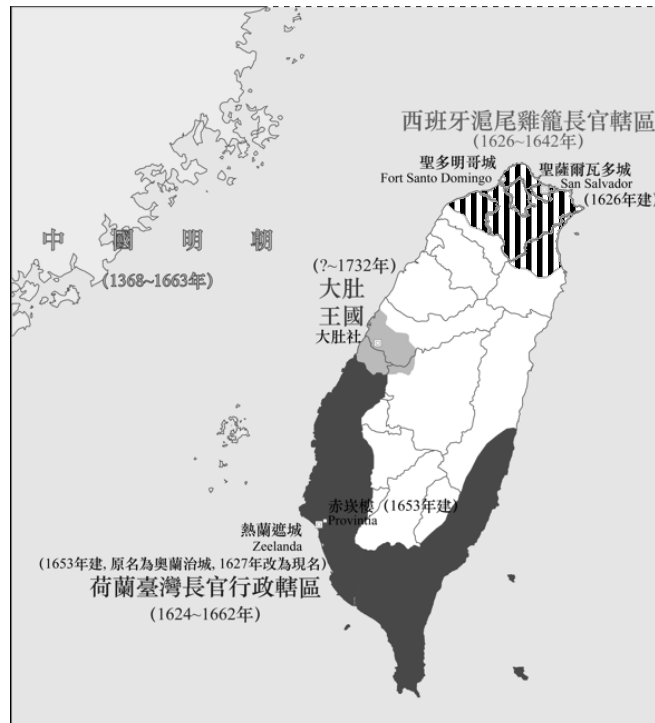 西班牙滬尾雞籠長官轄區
(1626~1642年)
聖多明哥城
Fort Santo Domingo
聖薩爾瓦多城
San Salvador
(1626年建)
中國明朝
(1368~1663年)
(?~1732年)
大肚
王國
大肚社
赤崁樓 (1653年建)
Provintia
熱蘭遮城
Zeelanda
(1653年建, 原名為奧蘭治城, 1627年改為現名)
荷蘭臺灣長官行政轄區
(1624~1662年)